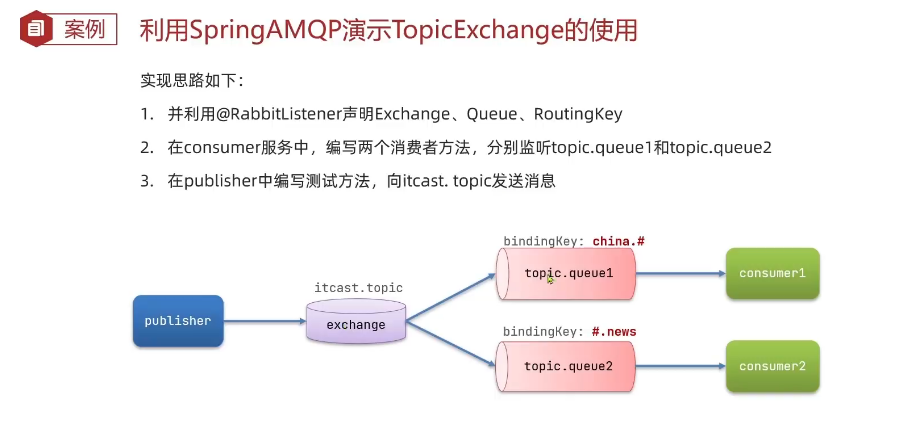 案例
利用SpringAMQP演示TopicExchange的使用
实现思路如下：
1. 并利用@RabbitListener声明Exchange、Queue、RoutingKey
2. 在consumer服务中，编写两个消费者方法，分别监听topic.queue1和topic.queue2
3. 在publisher中编写测试方法，向itcast. topic发送消息
bindingKey: china.#
topic.queue1
consumer1
itcast.topic
exchange
publisher
bindingKey: #.news
topic.queue2
consumer2